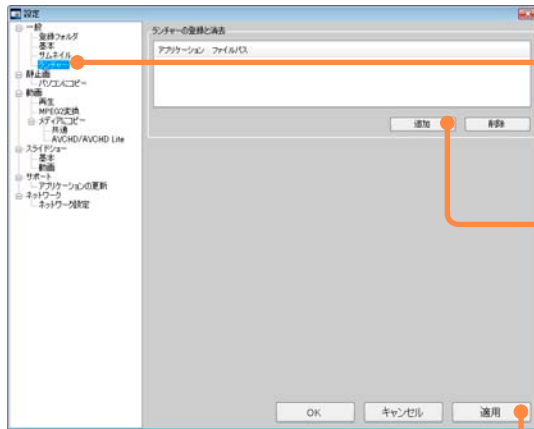 設定
一般
登録フォルダ
基本
サムネイル
ランチャー
静止画
パソコンへコピー
動画
再生
MPEG2変換
メディアにコピー
共通
AVCHD/AVCHD Lite
スライドショー
基本
動画
サポート
アプリケーションの更新
ネットワーク
ネットワーク設定
ランチャーの登録と消去
アプリケーション ファイルパス
追加 削除
OK キャンセル 適用